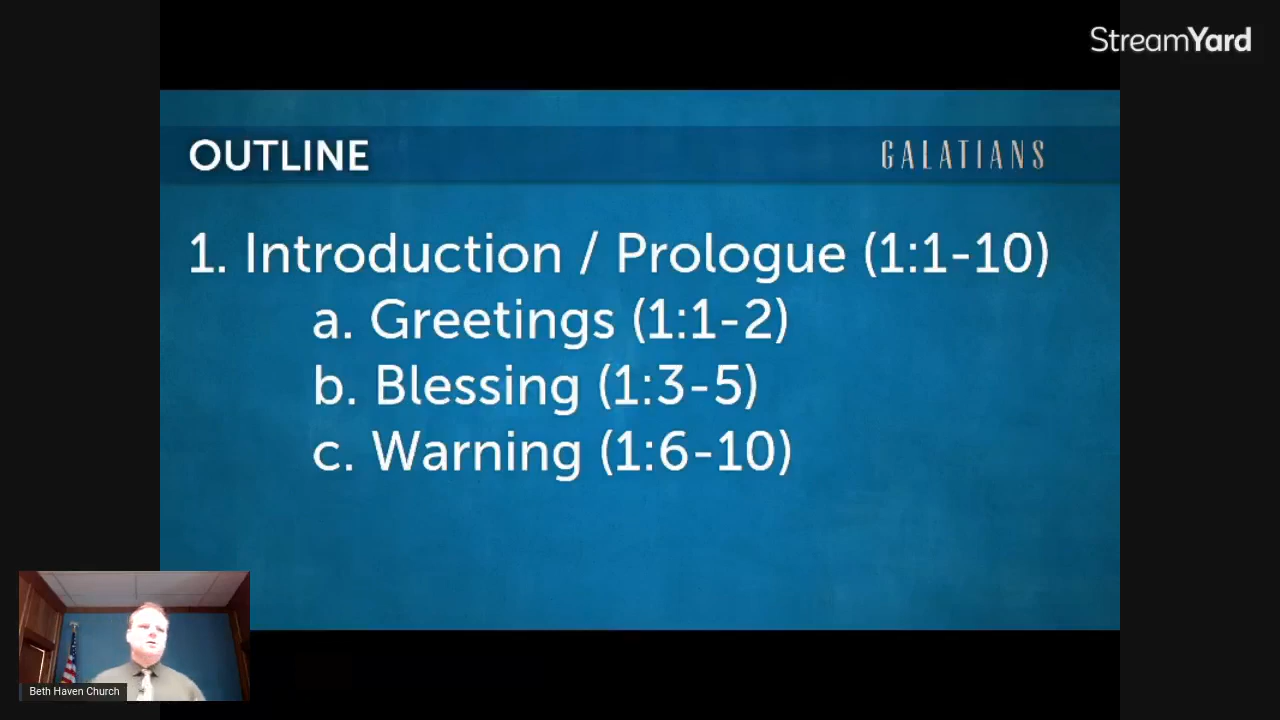 StreamYard
OUTLINE
GALATIANS
1. Introduction / Prologue (1:1-10)
a. Greetings (1:1-2)
b. Blessing (1:3-5)
c. Warning (1:6-10)
Beth Haven Church